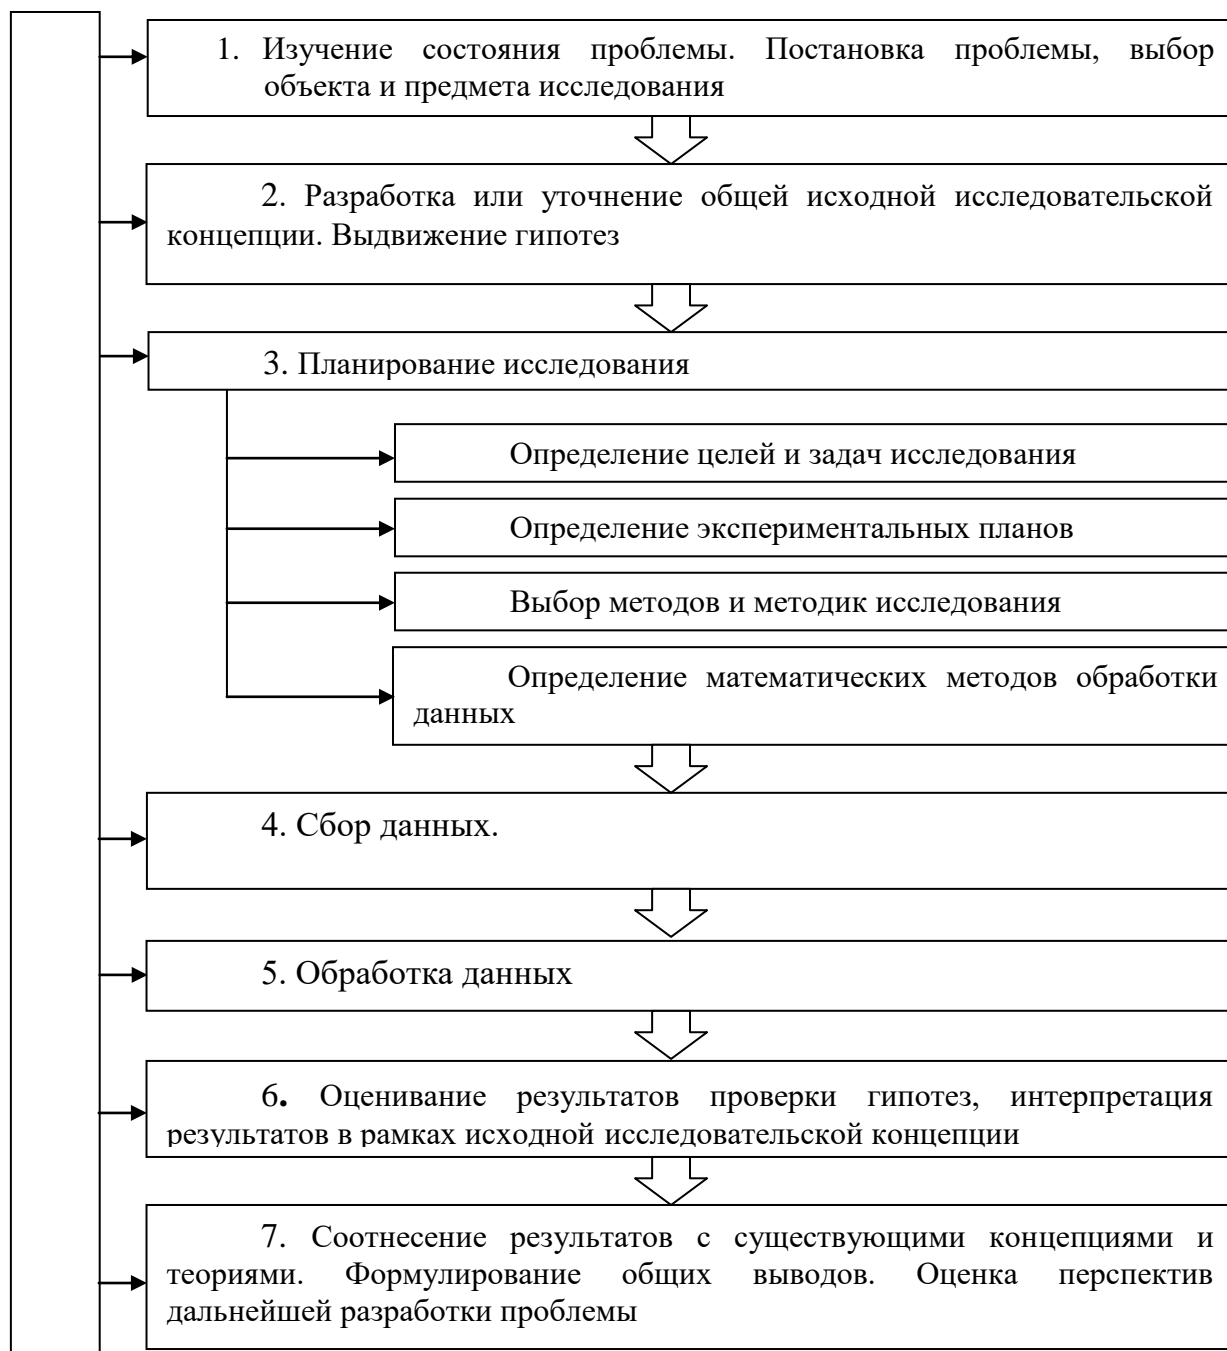 1. Изучение состояния проблемы. Постановка проблемы, выбор
объекта и предмета исследования
2. Разработка или уточнение общей исходной исследовательской
концепции. Выдвижение гипотез
3. Планирование исследования
Определение целей и задач исследования
Определение экспериментальных планов
Выбор методов и методик исследования
Определение математических методов обработки
данных
4. Сбор данных.
5. Обработка данных
6. Оценивание результатов проверки гипотез, интерпретация
результатов в рамках исходной исследовательской концепции
7. Соотнесение результатов с существующими концепциями и
теориями. Формулирование общих выводов. Оценка перспектив
дальнейшей разработки проблемы